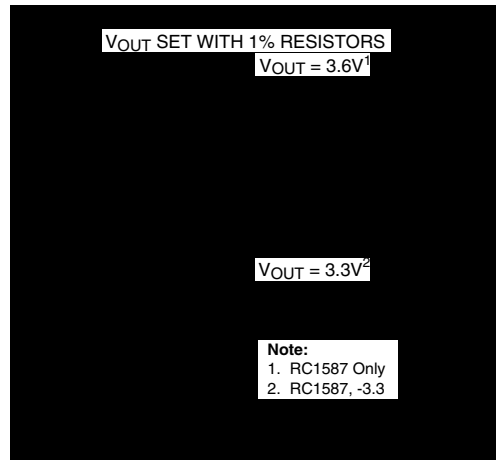 VOUT SET WITH 1% RESISTORS
VOUT = 3.6V1
VOUT = 3.3V2
Note:
1. RC1587 Only
2. RC1587, -3.3